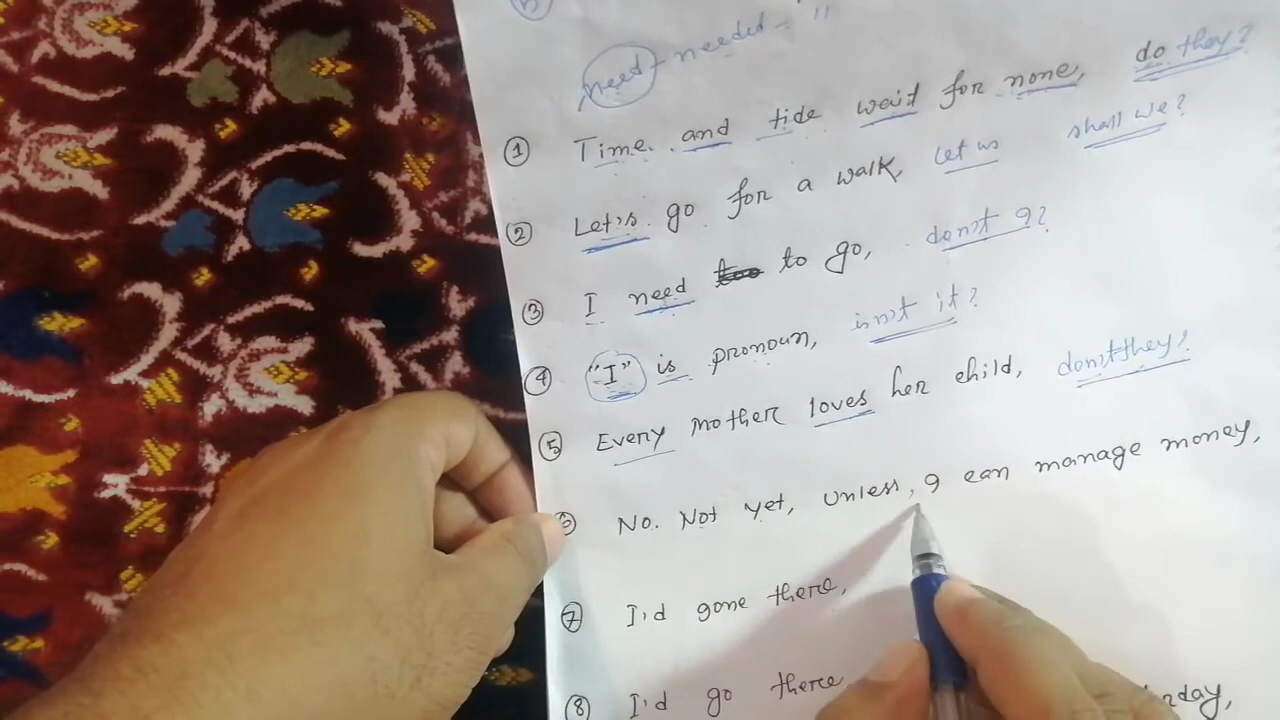 need - needed - "
① Time and tide wait for none, do they?
② Let's go for a walk, Let us shall we?
③ I need to go, don't I?
④ "I" is pronoun, isn't it?
⑤ Every mother loves her child, don't they?
⑥ No. Not yet, unless, I can manage money,
⑦ I'd gone there,
⑧ I'd go there